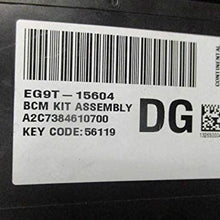 EG9T-15604
BCM KIT ASSEMBLY
A2C7384610700
KEY CODE:56119
DG
CONTINENTAL